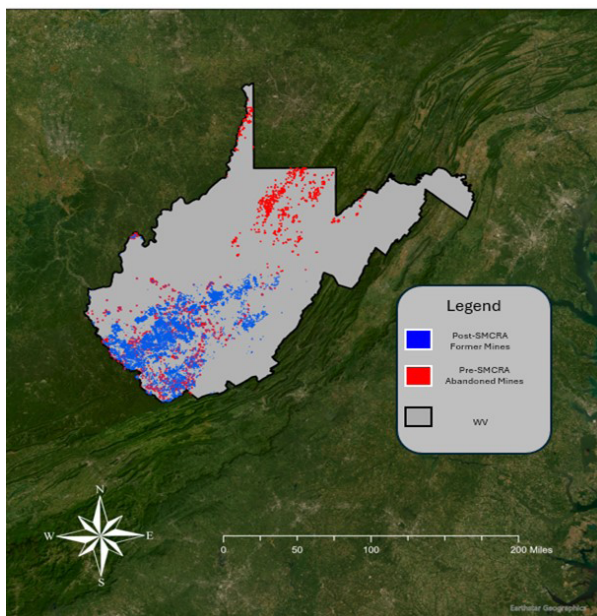 Legend
Post-SMCRA
Former Mines
Pre-SMCRA
Abandoned Mines
WV
N
W
E
S
0
50
100
200 Miles
Earthstar Geographics